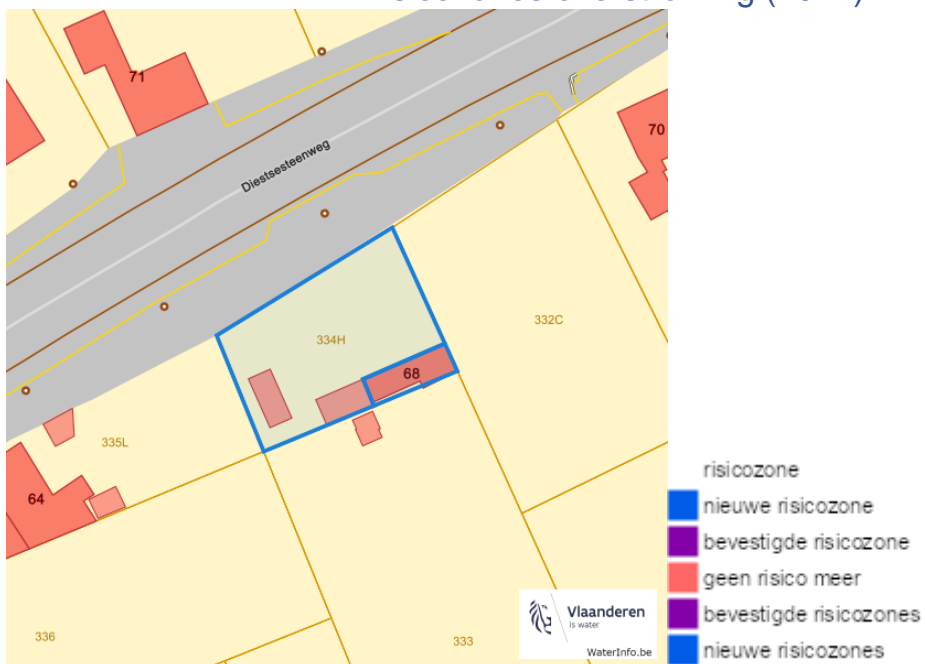 71
70
Diestsesteenweg
332C
334H
68
335L
64
336
333
Vlaanderen
is water
WaterInfo.be
risicozone
nieuwe risicozone
bevestigde risicozone
geen risico meer
bevestigde risicozones
nieuwe risicozones